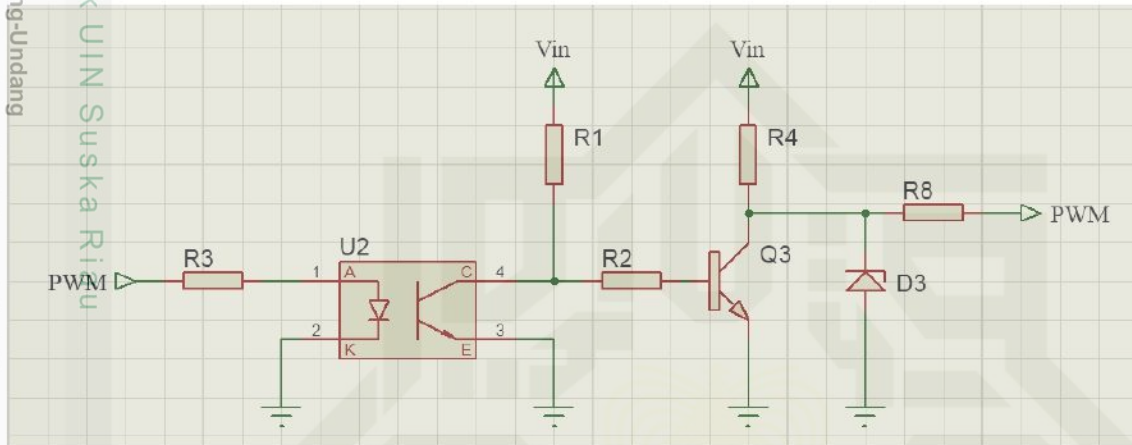 k UIN Suska Riau
ng-Undang
Vin
Vin
R1
R4
R8
PWM
R3
U2
R2
Q3
PWM
1
A
C
4
D3
2
K
E
3